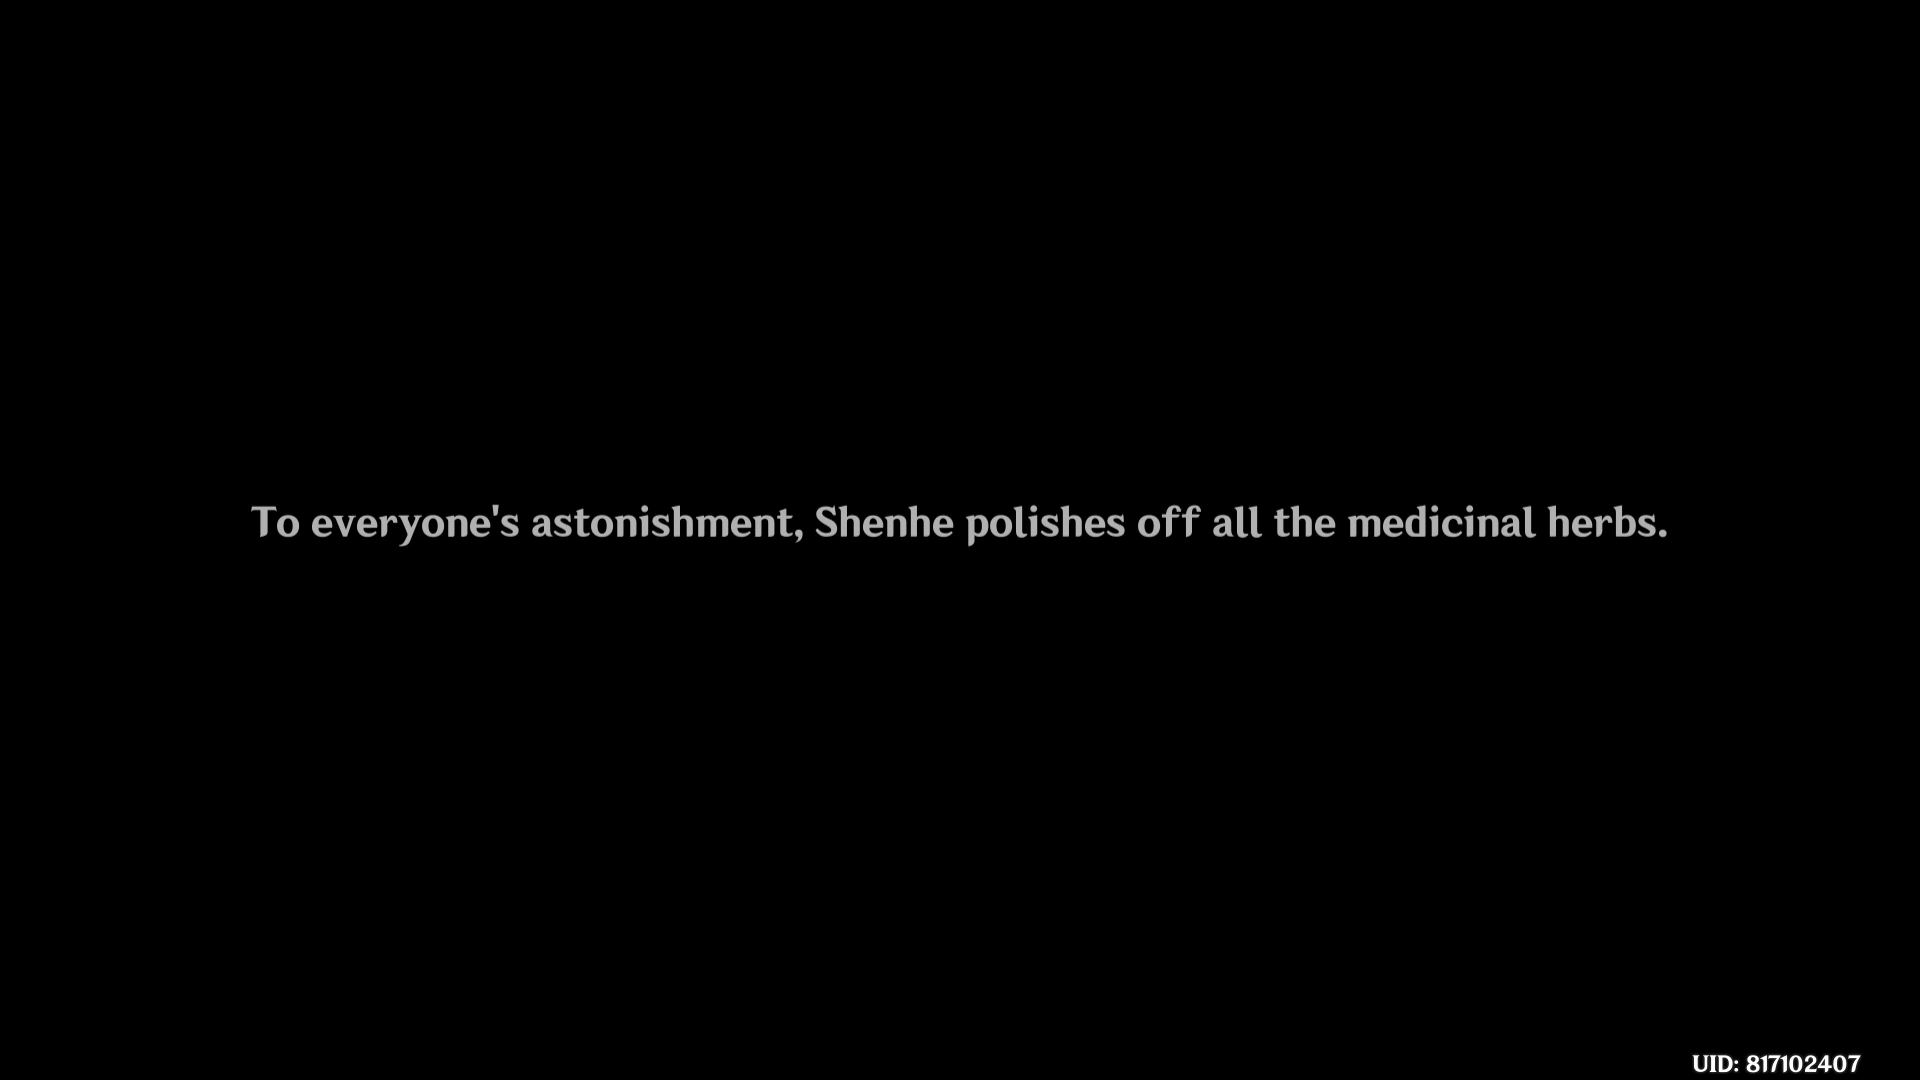 To everyone's astonishment, Shenhe polishes off all the medicinal herbs.
UID: 817102407